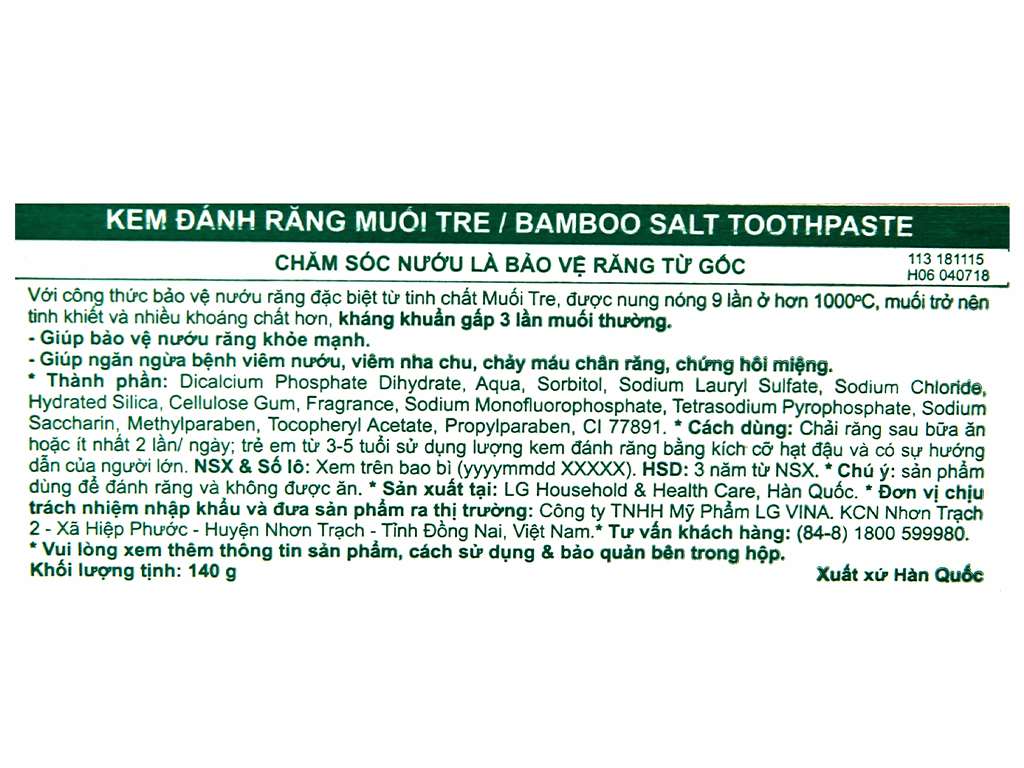 KEM ĐÁNH RĂNG MUỐI TRE / BAMBOO SALT TOOTHPASTE
CHĂM SÓC NƯỚU LÀ BẢO VỆ RĂNG TỪ GỐC
113 181115
H06 040718
Với công thức bảo vệ nướu răng đặc biệt từ tinh chất Muối Tre, được nung nóng 9 lần ở hơn 1000ºC, muối trở nên
tinh khiết và nhiều khoáng chất hơn, kháng khuẩn gấp 3 lần muối thường.
- Giúp bảo vệ nướu răng khỏe mạnh.
- Giúp ngăn ngừa bệnh viêm nướu, viêm nha chu, chảy máu chân răng, chứng hôi miệng.
* Thành phần: Dicalcium Phosphate Dihydrate, Aqua, Sorbitol, Sodium Lauryl Sulfate, Sodium Chloride,
Hydrated Silica, Cellulose Gum, Fragrance, Sodium Monofluorophosphate, Tetrasodium Pyrophosphate, Sodium
Saccharin, Methylparaben, Tocopheryl Acetate, Propylparaben, CI 77891. * Cách dùng: Chải răng sau bữa ăn
hoặc ít nhất 2 lần/ ngày; trẻ em từ 3-5 tuổi sử dụng lượng kem đánh răng bằng kích cỡ hạt đậu và có sự hướng
dẫn của người lớn. NSX & Số lô: Xem trên bao bì (yyyymmdd XXXXX). HSD: 3 năm từ NSX. * Chú ý: sản phẩm
dùng để đánh răng và không được ăn. * Sản xuất tại: LG Household & Health Care, Hàn Quốc. * Đơn vị chịu
trách nhiệm nhập khẩu và đưa sản phẩm ra thị trường: Công ty TNHH Mỹ Phẩm LG VINA. KCN Nhơn Trạch
2 - Xã Hiệp Phước - Huyện Nhơn Trạch - Tỉnh Đồng Nai, Việt Nam.* Tư vấn khách hàng: (84-8) 1800 599980.
* Vui lòng xem thêm thông tin sản phẩm, cách sử dụng & bảo quản bên trong hộp.
Khối lượng tịnh: 140 g
Xuất xứ Hàn Quốc